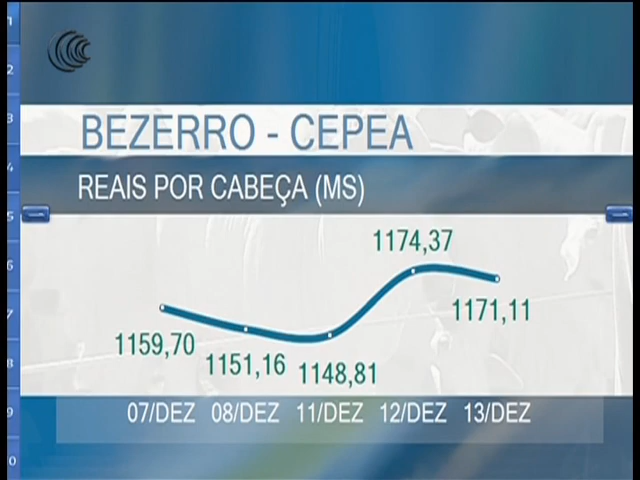 BEZERRO - CEPEA
REAIS POR CABEÇA (MS)
1174,37
1171,11
1159,70
1151,16
1148,81
07/DEZ 08/DEZ 11/DEZ 12/DEZ 13/DEZ